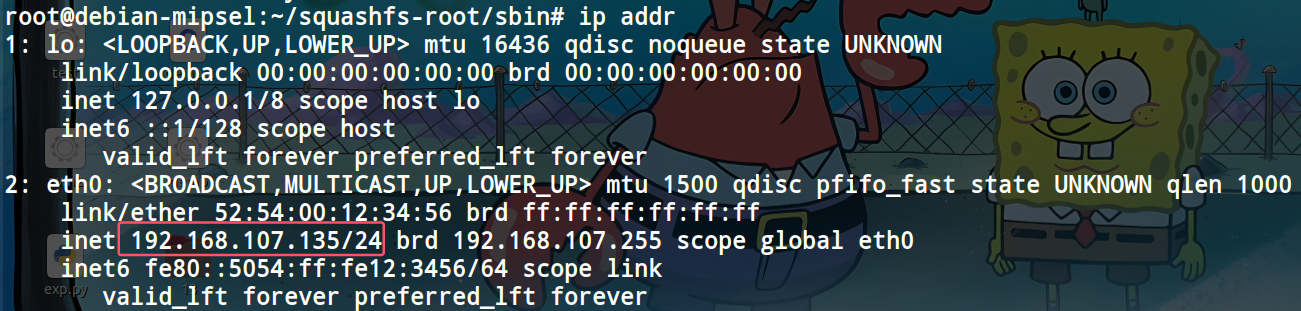 root@debian-mipsel:~/squashfs-root/sbin# ip addr
1: lo: <LOOPBACK,UP,LOWER_UP> mtu 16436 qdisc noqueue state UNKNOWN
link/loopback 00:00:00:00:00:00 brd 00:00:00:00:00:00
inet 127.0.0.1/8 scope host lo
inet6 ::1/128 scope host
valid_lft forever preferred_lft forever
2: eth0: <BROADCAST,MULTICAST,UP,LOWER_UP> mtu 1500 qdisc pfifo_fast state UNKNOWN qlen 1000
link/ether 52:54:00:12:34:56 brd ff:ff:ff:ff:ff:ff
inet 192.168.107.135/24 brd 192.168.107.255 scope global eth0
inet6 fe80::5054:ff:fe12:3456/64 scope link
exp.py
valid_lft forever preferred_lft forever